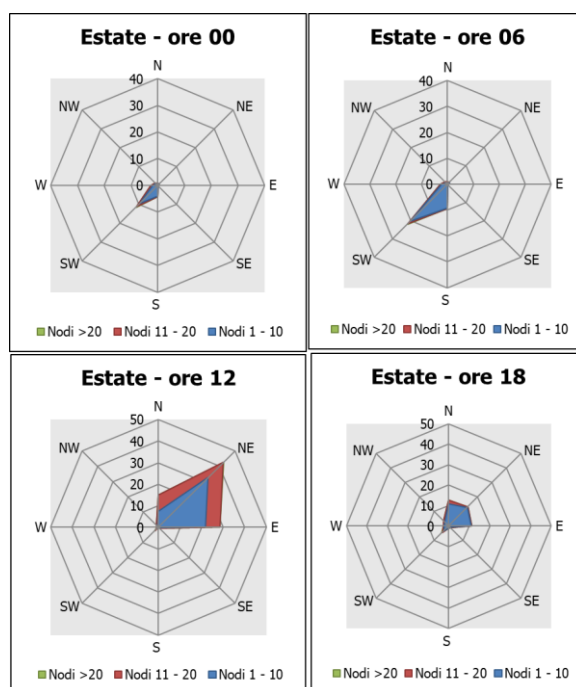 Estate - ore 00
N
40
30
20
10
0
NW
NE
W
E
SW
SE
S
Nodi >20 Nodi 11 - 20 Nodi 1 - 10
Estate - ore 06
N
40
30
20
10
0
NW
NE
W
E
SW
SE
S
Nodi >20 Nodi 11 - 20 Nodi 1 - 10
Estate - ore 12
N
50
40
30
20
10
0
NW
NE
W
E
SW
SE
S
Nodi >20 Nodi 11 - 20 Nodi 1 - 10
Estate - ore 18
N
50
40
30
20
10
0
NW
NE
W
E
SW
SE
S
Nodi >20 Nodi 11 - 20 Nodi 1 - 10